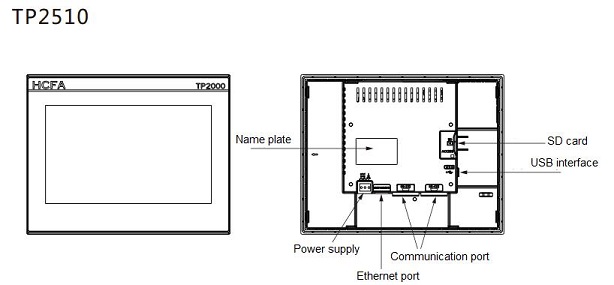 TP2510
HCFA
TP2000
Name plate
SD card
USB interface
Power supply
Communication port
Ethernet port